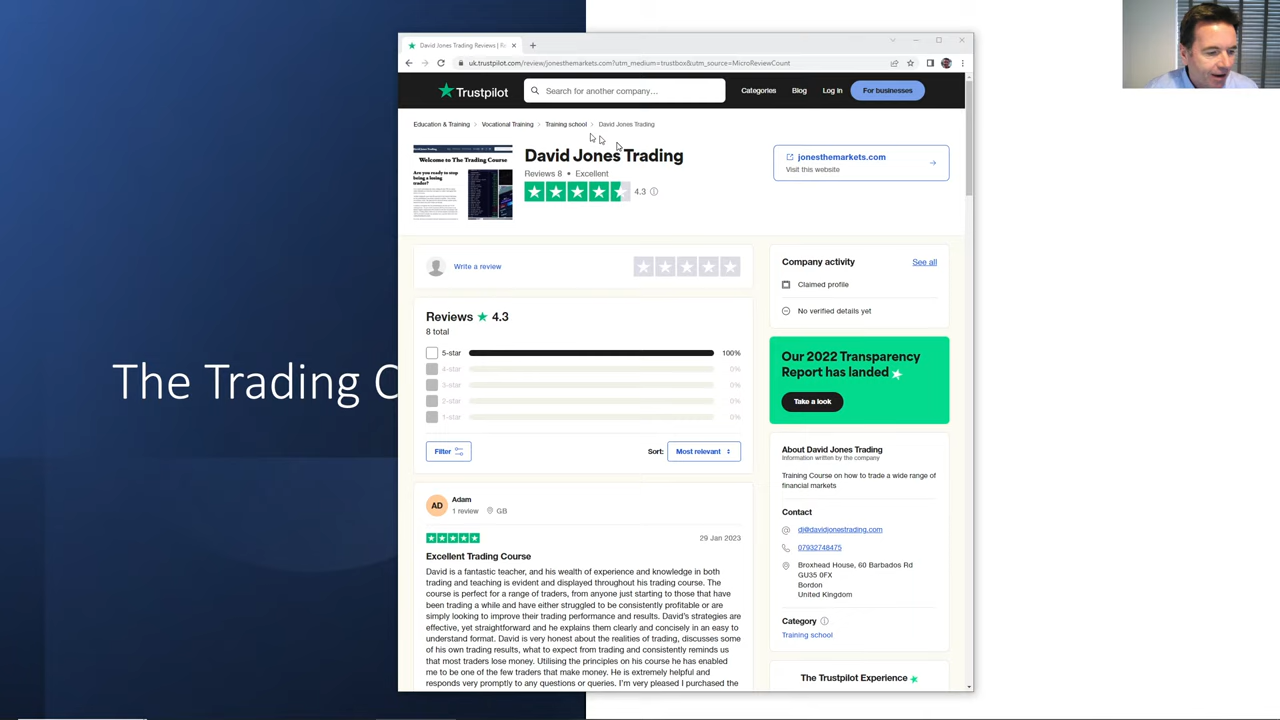 David Jones Trading Reviews | R
uk.trustpilot.com/review/jonesthemarkets.com?utm_medium=trustbox&utm_source=MicroReviewCount
Trustpilot
Search for another company…
Categories
Blog
Log in
For businesses
Education & Training
Vocational Training
Training school
David Jones Trading
Welcome to The Trading Course
Are you ready to stop
being a losing
trader?
David Jones Trading
Reviews 8 • Excellent
4.3
jonesthemarkets.com
Visit this website
Write a review
Reviews 4.3
8 total
5-star 100%
4-star 0%
3-star 0%
2-star 0%
1-star 0%
Filter
Sort:
Most relevant
AD
Adam
1 review
GB
29 Jan 2023
Excellent Trading Course
David is a fantastic teacher, and his wealth of experience and knowledge in both
trading and teaching is evident and displayed throughout his trading course. The
course is perfect for a range of traders, from anyone just starting to those that have
been trading a while and have either struggled to be consistently profitable or are
simply looking to improve their trading performance and results. David's strategies are
effective, yet straightforward and he explains them clearly and concisely in an easy to
understand format. David is very honest about the realities of trading, discusses some
of his own trading results, what to expect from trading and consistently reminds us
that most traders lose money. Utilising the principles on his course he has enabled
me to be one of the few traders that make money. He is extremely helpful and
responds very promptly to any questions or queries. I'm very pleased I purchased the
Company activity
See all
Claimed profile
No verified details yet
Our 2022 Transparency
Report has landed
Take a look
About David Jones Trading
Information written by the company
Training Course on how to trade a wide range of
financial markets
Contact
dj@davidjonestrading.com
07932748475
Broxhead House, 60 Barbados Rd
GU35 0FX
Bordon
United Kingdom
Category
Training school
The Trustpilot Experience
The Trading C